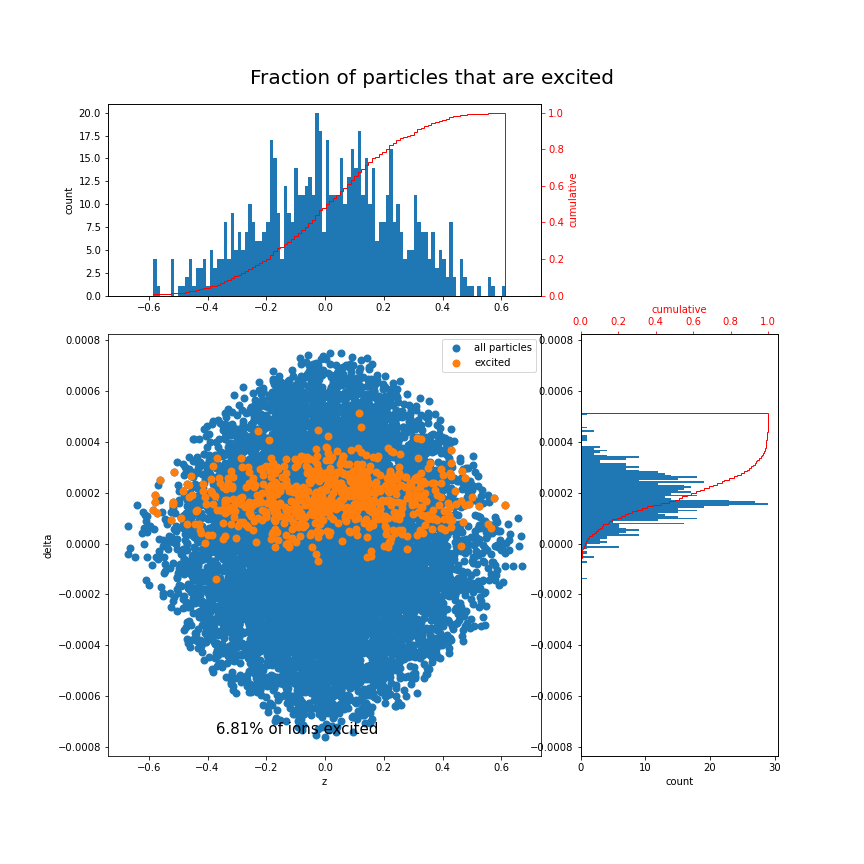 Fraction of particles that are excited
20.0
17.5
15.0
12.5
10.0
7.5
5.0
2.5
0.0
count
1.0
0.8
0.6
0.4
0.2
0.0
cumulative
−0.6 −0.4 −0.2 0.0 0.2 0.4 0.6
cumulative
0.0 0.2 0.4 0.6 0.8 1.0
0.0008
0.0006
0.0004
0.0002
0.0000
−0.0002
−0.0004
−0.0006
−0.0008
delta
all particles
excited
6.81% of ions excited
−0.6 −0.4 −0.2 0.0 0.2 0.4 0.6
z
0.0008
0.0006
0.0004
0.0002
0.0000
−0.0002
−0.0004
−0.0006
−0.0008
0 10 20 30
count